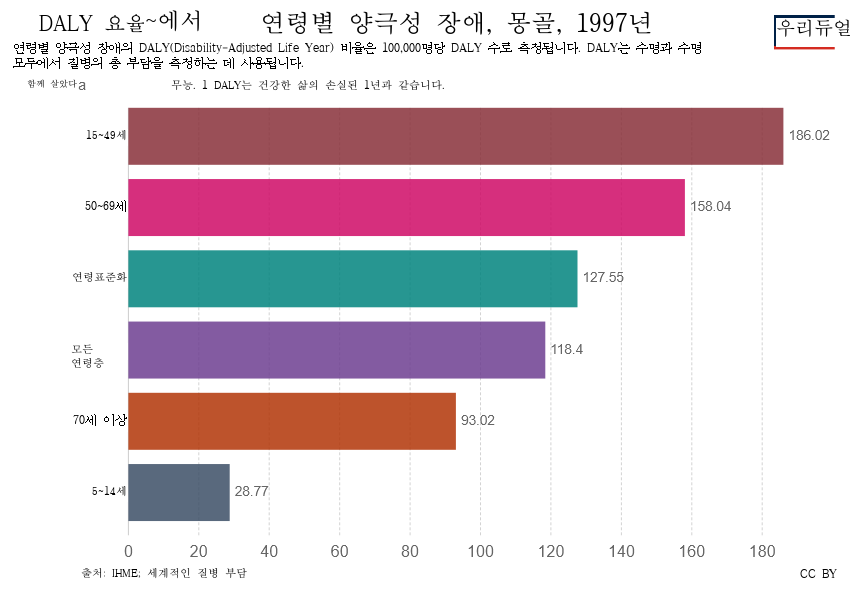 DALY 요율~에서 연령별 양극성 장애, 몽골, 1997년
우리듀얼
연령별 양극성 장애의 DALY(Disability-Adjusted Life Year) 비율은 100,000명당 DALY 수로 측정됩니다. DALY는 수명과 수명
모두에서 질병의 총 부담을 측정하는 데 사용됩니다.
함께 살았다a 무능. 1 DALY는 건강한 삶의 손실된 1년과 같습니다.
15~49세 186.02
50~69세 158.04
연령표준화 127.55
모든
연령층 118.4
70세 이상 93.02
5~14세 28.77
0 20 40 60 80 100 120 140 160 180
출처: IHME; 세계적인 질병 부담 CC BY